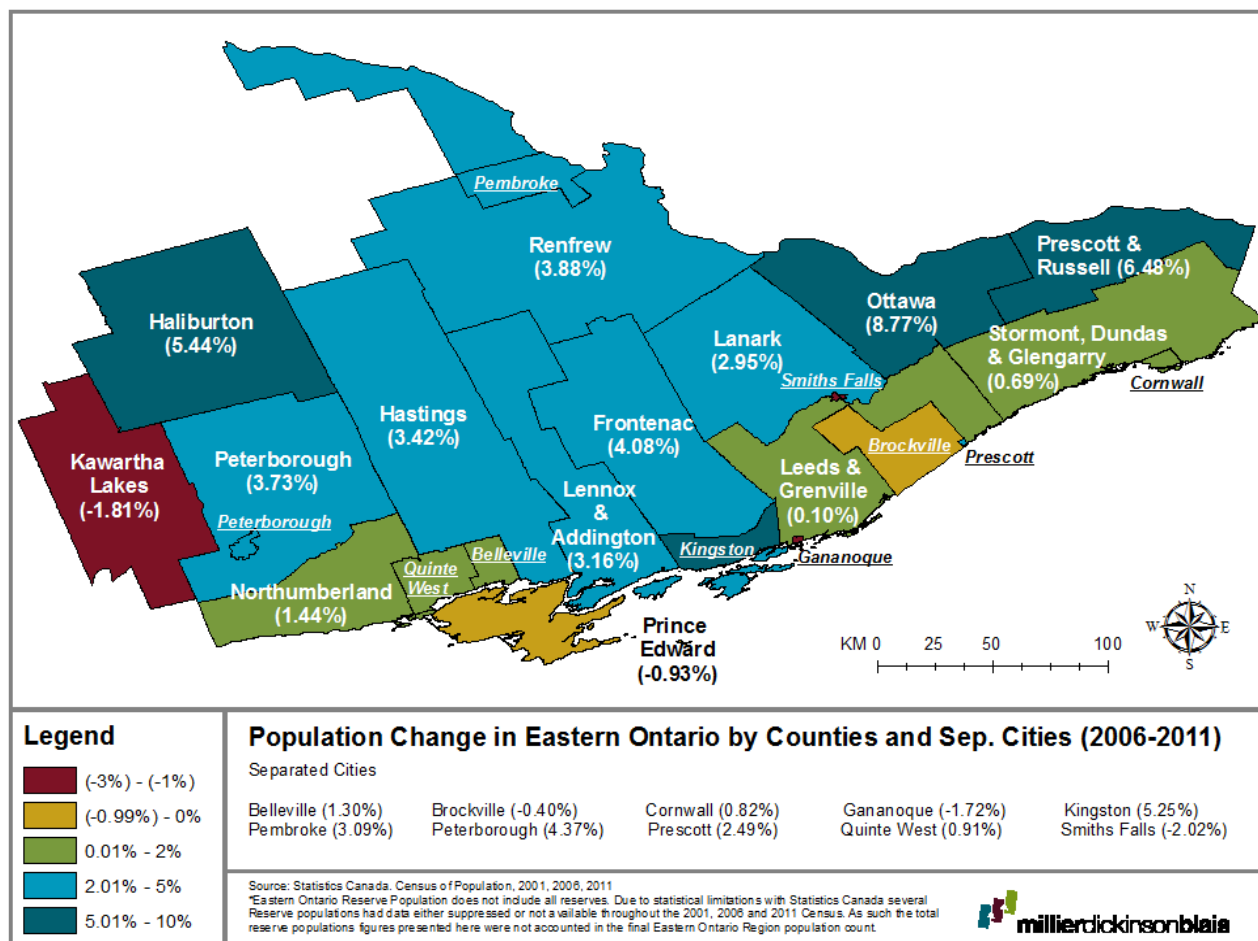 Pembroke
Renfrew
(3.88%)
Prescott &
Russell (6.48%)
Ottawa
(8.77%)
Haliburton
(5.44%)
Stormont, Dundas
& Glengarry
(0.69%)
Lanark
(2.95%)
Smiths Falls
Cornwall
Hastings
(3.42%)
Frontenac
(4.08%)
Brockville
Prescott
Kawartha
Lakes
(-1.81%)
Peterborough
(3.73%)
Leeds &
Grenville
(0.10%)
Lennox
&
Addington
(3.16%)
Peterborough
Kingston
Gananoque
Belleville
Quinte
West
Northumberland
(1.44%)
Prince
Edward
(-0.93%)
N
W E
S
KM 0 25 50 100
Legend
(-3%) - (-1%)
(-0.99%) - 0%
0.01% - 2%
2.01% - 5%
5.01% - 10%
Population Change in Eastern Ontario by Counties and Sep. Cities (2006-2011)
Separated Cities
Belleville (1.30%) Brockville (-0.40%) Cornwall (0.82%) Gananoque (-1.72%) Kingston (5.25%)
Pembroke (3.09%) Peterborough (4.37%) Prescott (2.49%) Quinte West (0.91%) Smiths Falls (-2.02%)
Source: Statistics Canada. Census of Population, 2001, 2006, 2011
*Eastern Ontario Reserve Population does not include all reserves. Due to statistical limitations with Statistics Canada several
Reserve populations had data either suppressed or not available throughout the 2001, 2006 and 2011 Census. As such the total
reserve populations figures presented here were not accounted in the final Eastern Ontario Region population count.
millierdickinsonblais